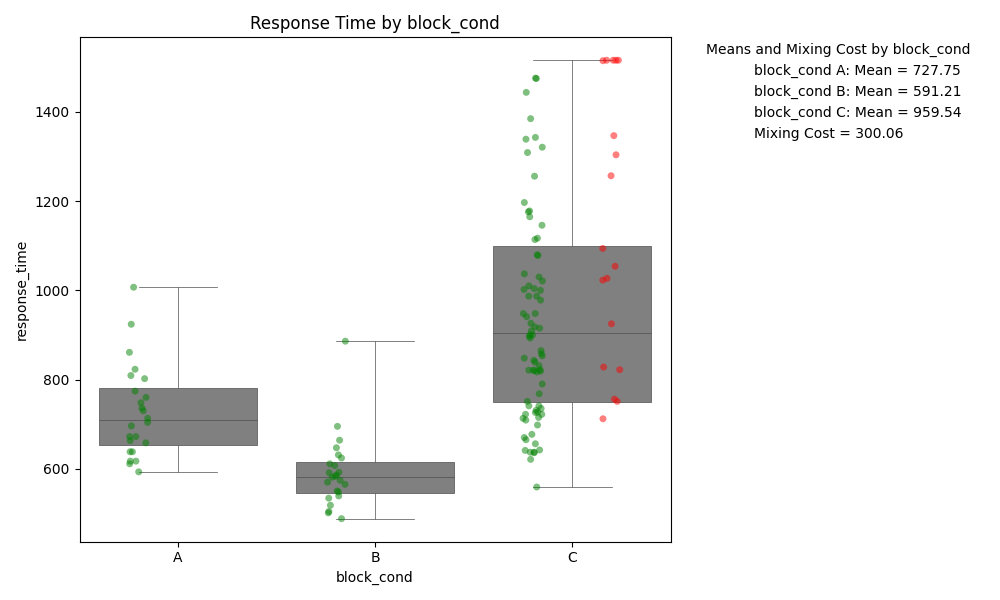 Response Time by block_cond
Means and Mixing Cost by block_cond
block_cond A: Mean = 727.75
block_cond B: Mean = 591.21
block_cond C: Mean = 959.54
Mixing Cost = 300.06
response_time
1400
1200
1000
800
600
A
B
C
block_cond